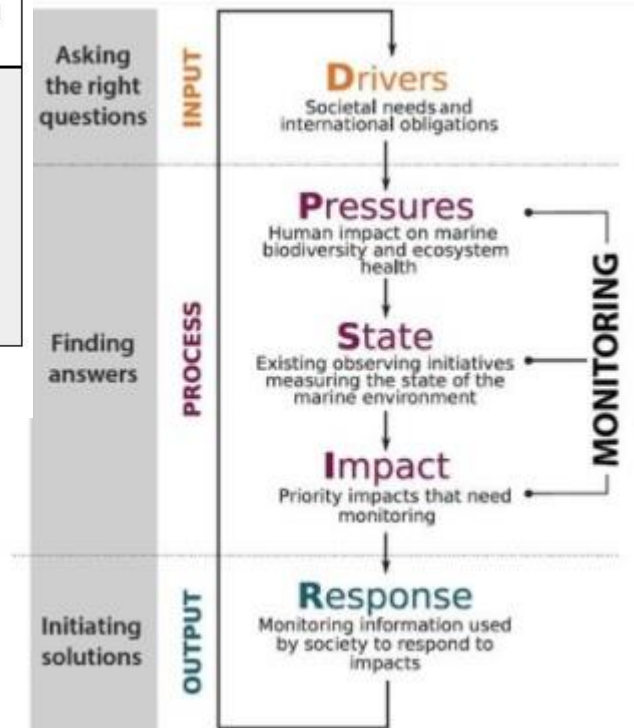 Asking
the right
questions
INPUT
Drivers
Societal needs and
international obligations
Finding
answers
PROCESS
Pressures
Human impact on marine
biodiversity and ecosystem
health
State
Existing observing initiatives
measuring the state of the
marine environment
Impact
Priority impacts that need
monitoring
MONITORING
Initiating
solutions
OUTPUT
Response
Monitoring information used
by society to respond to
impacts